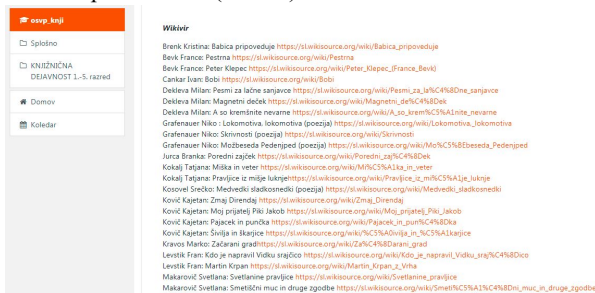 osvp_knji
Splošno
KNJIŽNIČNA
DEJAVNOST 1.-5. razred
Domov
Koledar
Wikivir
Brenk Kristina: Babica pripoveduje https://sl.wikisource.org/wiki/Babica_pripoveduje
Bevk France: Pestrna https://sl.wikisource.org/wiki/Pestrna
Bevk France: Peter Klepec https://sl.wikisource.org/wiki/Peter_Klepec_(France_Bevk)
Cankar Ivan: Bobi https://sl.wikisource.org/wiki/Bobi
Dekleva Milan: Pesmi za lačne sanjavce https://sl.wikisource.org/wiki/Pesmi_za_la%C4%8Dne_sanjavce
Dekleva Milan: Magnetni deček https://sl.wikisource.org/wiki/Magnetni_de%C4%8Dek
Dekleva Milan: A so kremšnite nevarne https://sl.wikisource.org/wiki/A_so_krem%C5%A1nite_nevarne
Grafenauer Niko : Lokomotiva, lokomotiva (poezija) https://sl.wikisource.org/wiki/Lokomotiva,_lokomotiva
Grafenauer Niko: Skrivnosti (poezija) https://sl.wikisource.org/wiki/Skrivnosti
Grafenauer Niko: Možbeseda Pedenjped (poezija) https://sl.wikisource.org/wiki/Mo%C5%BEbeseda_Pedenjped
Jurca Branka: Poredni zajček https://sl.wikisource.org/wiki/Poredni_zaj%C4%8Dek
Kokalj Tatjana: Miška in veter https://sl.wikisource.org/wiki/Mi%C5%A1ka_in_veter
Kokalj Tatjana: Pravljice iz mišje luknje https://sl.wikisource.org/wiki/Pravljice_iz_mi%C5%A1je_luknje
Kosovel Srečko: Medvedki sladkosnedki (poezija) https://sl.wikisource.org/wiki/Medvedki_sladkosnedki
Kovič Kajetan: Zmaj Direndaj https://sl.wikisource.org/wiki/Zmaj_Direndaj
Kovič Kajetan: Moj prijatelj Piki Jakob https://sl.wikisource.org/wiki/Moj_prijatelj_Piki_Jakob
Kovič Kajetan: Pajacek in punčka https://sl.wikisource.org/wiki/Pajacek_in_pun%C4%8Dka
Kovič Kajetan: Šivilja in škarjice https://sl.wikisource.org/wiki/%C5%A0ivilja_in_%C5%A1karjice
Kravos Marko: Začarani grad https://sl.wikisource.org/wiki/Za%C4%8Darani_grad
Levstik Fran: Kdo je napravil Vidku srajčico https://sl.wikisource.org/wiki/Kdo_je_napravil_Vidku_sraj%C4%8Dico
Levstik Fran: Martin Krpan https://sl.wikisource.org/wiki/Martin_Krpan_z_Vrha
Makarovič Svetlana: Svetlanine pravljice https://sl.wikisource.org/wiki/Svetlanine_pravljice
Makarovič Svetlana: Smetiščni muc in druge zgodbe https://sl.wikisource.org/wiki/Smeti%C5%A1%C4%8Dni_muc_in_druge_zgodbe